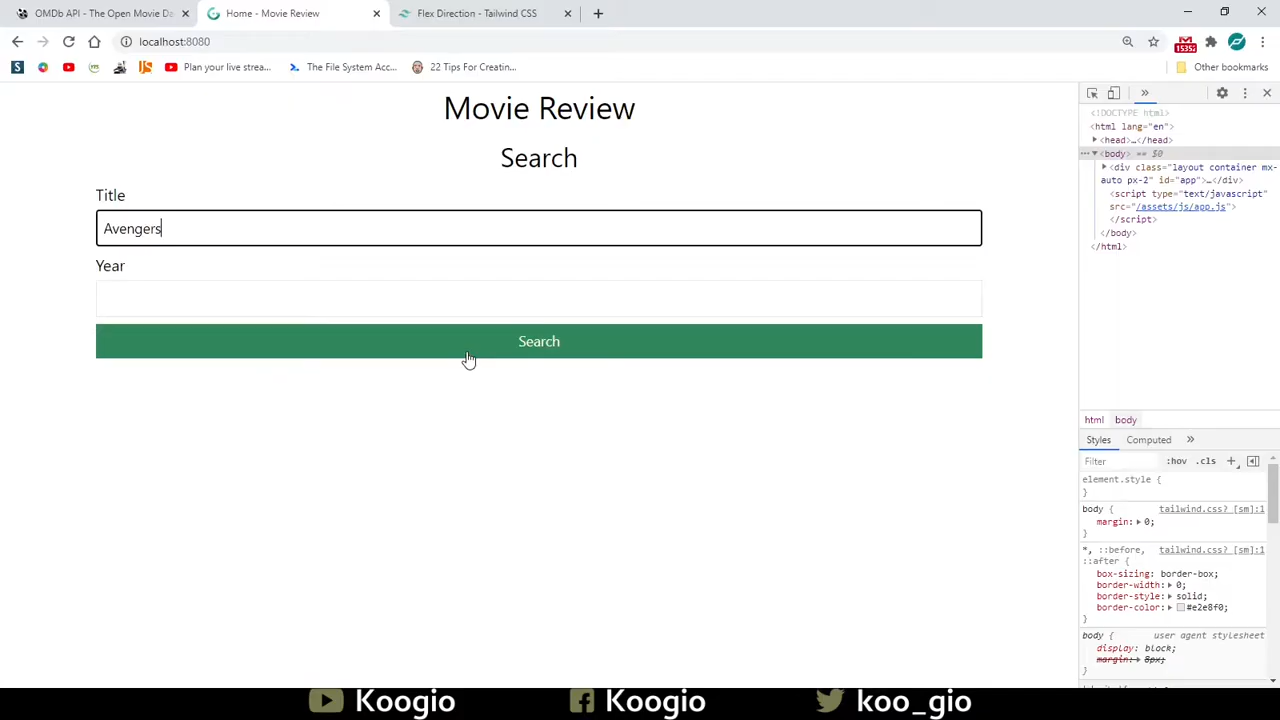 OMDb API - The Open Movie Da
Home - Movie Review
Flex Direction - Tailwind CSS
localhost:8080
15352
Plan your live strea...
The File System Acc...
22 Tips For Creatin...
Other bookmarks
Movie Review
Search
Title
Avengers
Year
Search
<!DOCTYPE html>
<html lang="en">
<head>…</head>
<body> == $0
<div class="layout container mx-
auto px-2" id="app">…</div>
<script type="text/javascript"
src="/assets/js/app.js">
</script>
</body>
</html>
html body
Styles Computed
Filter :hov .cls
element.style {
}
body { tailwind.css? [sm]:1
margin: 0;
}
*, ::before, tailwind.css? [sm]:1
::after {
box-sizing: border-box;
border-width: 0;
border-style: solid;
border-color: #e2e8f0;
}
body { user agent stylesheet
display: block;
margin: 8px;
}
Koogio Koogio koo_gio